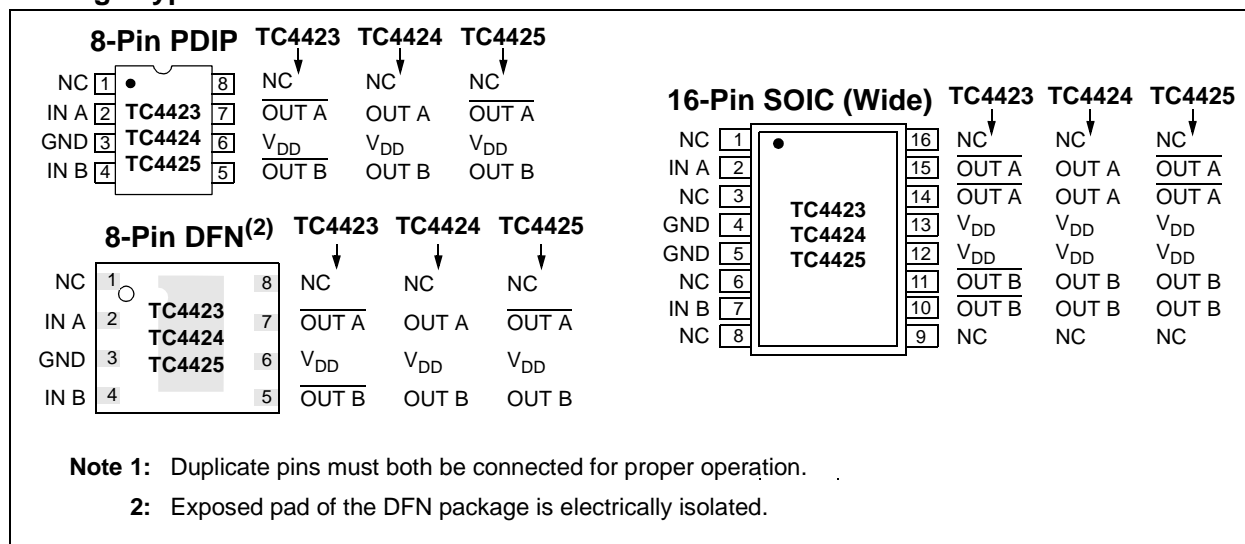 8-Pin PDIP TC4423 TC4424 TC4425
NC 1 8 NC NC NC
IN A 2 TC4423 7 OUT A OUT A OUT A
GND 3 TC4424 6 VDD VDD VDD
IN B 4 TC4425 5 OUT B OUT B OUT B
8-Pin DFN(2) TC4423 TC4424 TC4425
NC 1 8 NC NC NC
IN A 2 TC4423 7 OUT A OUT A OUT A
TC4424
GND 3 TC4425 6 VDD VDD VDD
IN B 4 5 OUT B OUT B OUT B
16-Pin SOIC (Wide) TC4423 TC4424 TC4425
NC 1 16 NC NC NC
IN A 2 15 OUT A OUT A OUT A
NC 3 14 OUT A OUT A OUT A
TC4423
GND 4 13 VDD VDD VDD
TC4424
GND 5 TC4425 12 VDD VDD VDD
NC 6 11 OUT B OUT B OUT B
IN B 7 10 OUT B OUT B OUT B
NC 8 9 NC NC NC
Note 1: Duplicate pins must both be connected for proper operation.
2: Exposed pad of the DFN package is electrically isolated.